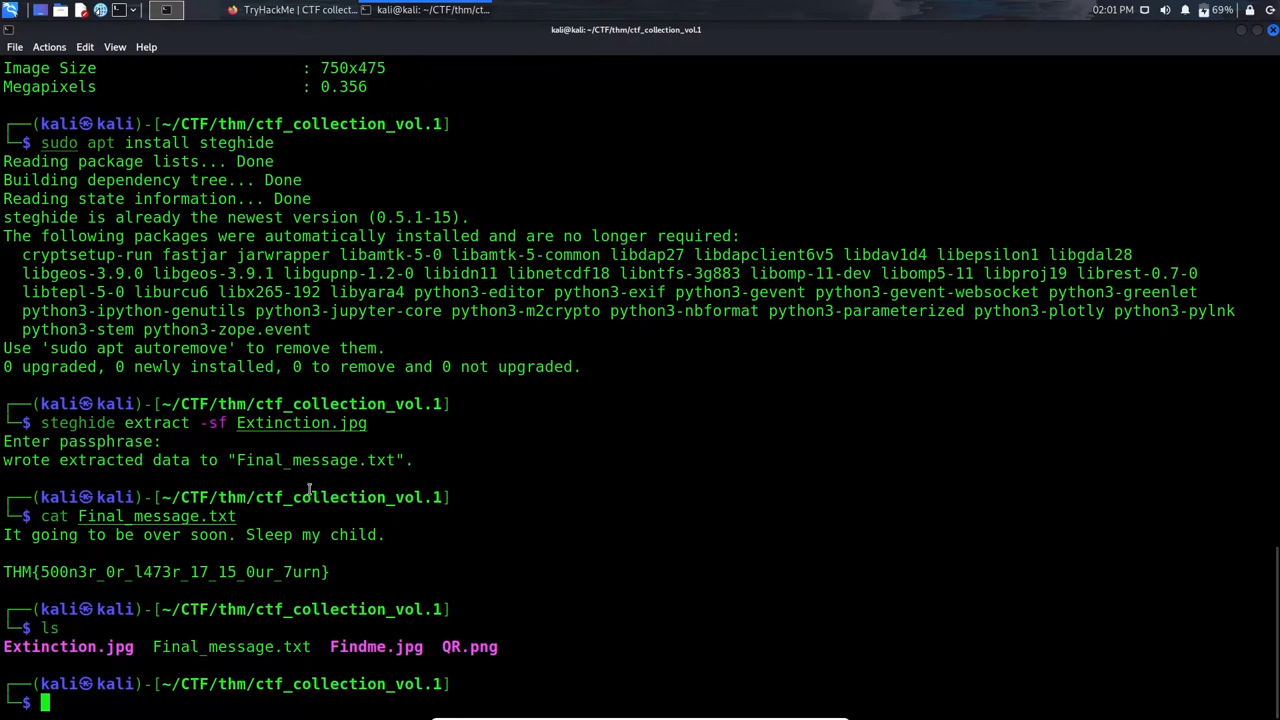 TryHackMe | CTF collect...
kali@kali: ~/CTF/thm/ct...
02:01 PM
69%
kali@kali: ~/CTF/thm/ctf_collection_vol.1
File Actions Edit View Help
Image Size : 750x475
Megapixels : 0.356
┌──(kali㉿kali)-[~/CTF/thm/ctf_collection_vol.1]
└─$ sudo apt install steghide
Reading package lists... Done
Building dependency tree... Done
Reading state information... Done
steghide is already the newest version (0.5.1-15).
The following packages were automatically installed and are no longer required:
cryptsetup-run fastjar jarwrapper libamtk-5-0 libamtk-5-common libdap27 libdapclient6v5 libdav1d4 libepsilon1 libgdal28
libgeos-3.9.0 libgeos-3.9.1 libgupnp-1.2-0 libidn11 libnetcdf18 libntfs-3g883 libomp-11-dev libomp5-11 libproj19 librest-0.7-0
libtepl-5-0 liburcu6 libx265-192 libyara4 python3-editor python3-exif python3-gevent python3-gevent-websocket python3-greenlet
python3-ipython-genutils python3-jupyter-core python3-m2crypto python3-nbformat python3-parameterized python3-plotly python3-pylnk
python3-stem python3-zope.event
Use 'sudo apt autoremove' to remove them.
0 upgraded, 0 newly installed, 0 to remove and 0 not upgraded.
┌──(kali㉿kali)-[~/CTF/thm/ctf_collection_vol.1]
└─$ steghide extract -sf Extinction.jpg
Enter passphrase:
wrote extracted data to "Final_message.txt".
┌──(kali㉿kali)-[~/CTF/thm/ctf_collection_vol.1]
└─$ cat Final_message.txt
It going to be over soon. Sleep my child.
THM{500n3r_0r_l473r_17_15_0ur_7urn}
┌──(kali㉿kali)-[~/CTF/thm/ctf_collection_vol.1]
└─$ ls
Extinction.jpg Final_message.txt Findme.jpg QR.png
┌──(kali㉿kali)-[~/CTF/thm/ctf_collection_vol.1]
└─$